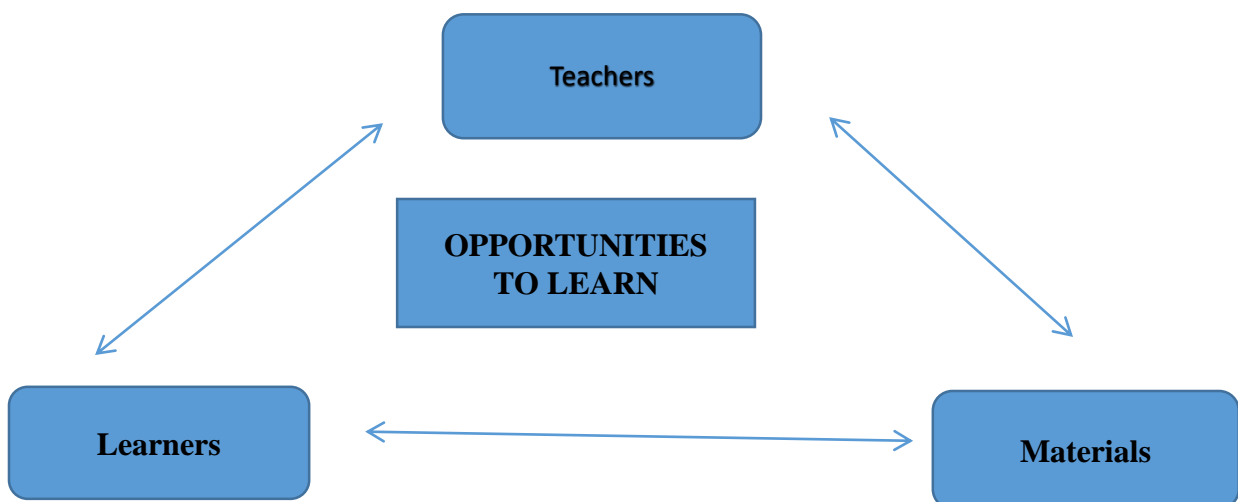 Teachers
OPPORTUNITIES
TO LEARN
Learners
Materials